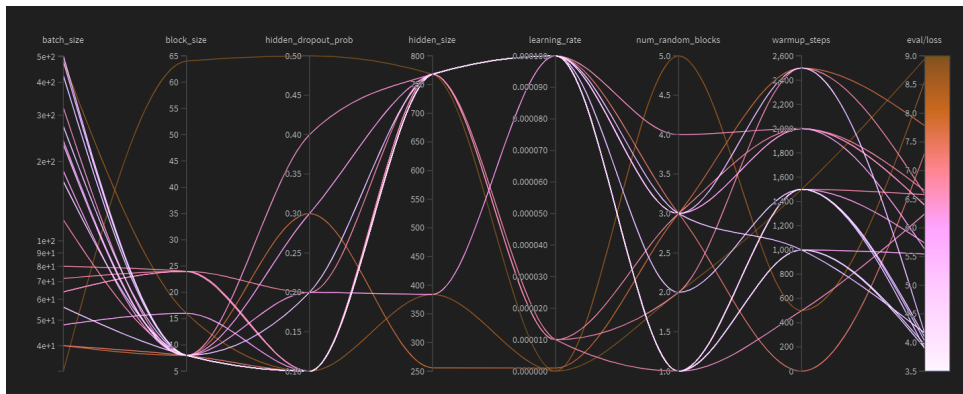 batch_size block_size hidden_dropout_prob hidden_size learning_rate num_random_blocks warmup_steps eval/loss
5e+2 65 0.50 800 5.0 2,600 9.0
60 2,400 8.5
4e+2 55 0.45 0.000090 4.5 2,200 8.0
3e+2 50 700 0.000080 2,000 7.5
45 0.40 650 4.0 1,800 7.0
2e+2 40 0.35 600 0.000070 3.5 1,600 6.5
35 0.30 550 0.000060 3.0 1,400 6.0
1e+2 30 500 0.000050 2.5 1,200 5.5
9e+1 25 0.25 450 0.000040 1,000 5.0
8e+1 20 0.20 400 0.000030 2.0 800 4.5
7e+1 15 350 0.000020 1.5 600 4.0
6e+1 10 0.15 300 0.000010 400
5e+1 200
4e+1 5 0.10 250 0.000000 1.0 0 3.5